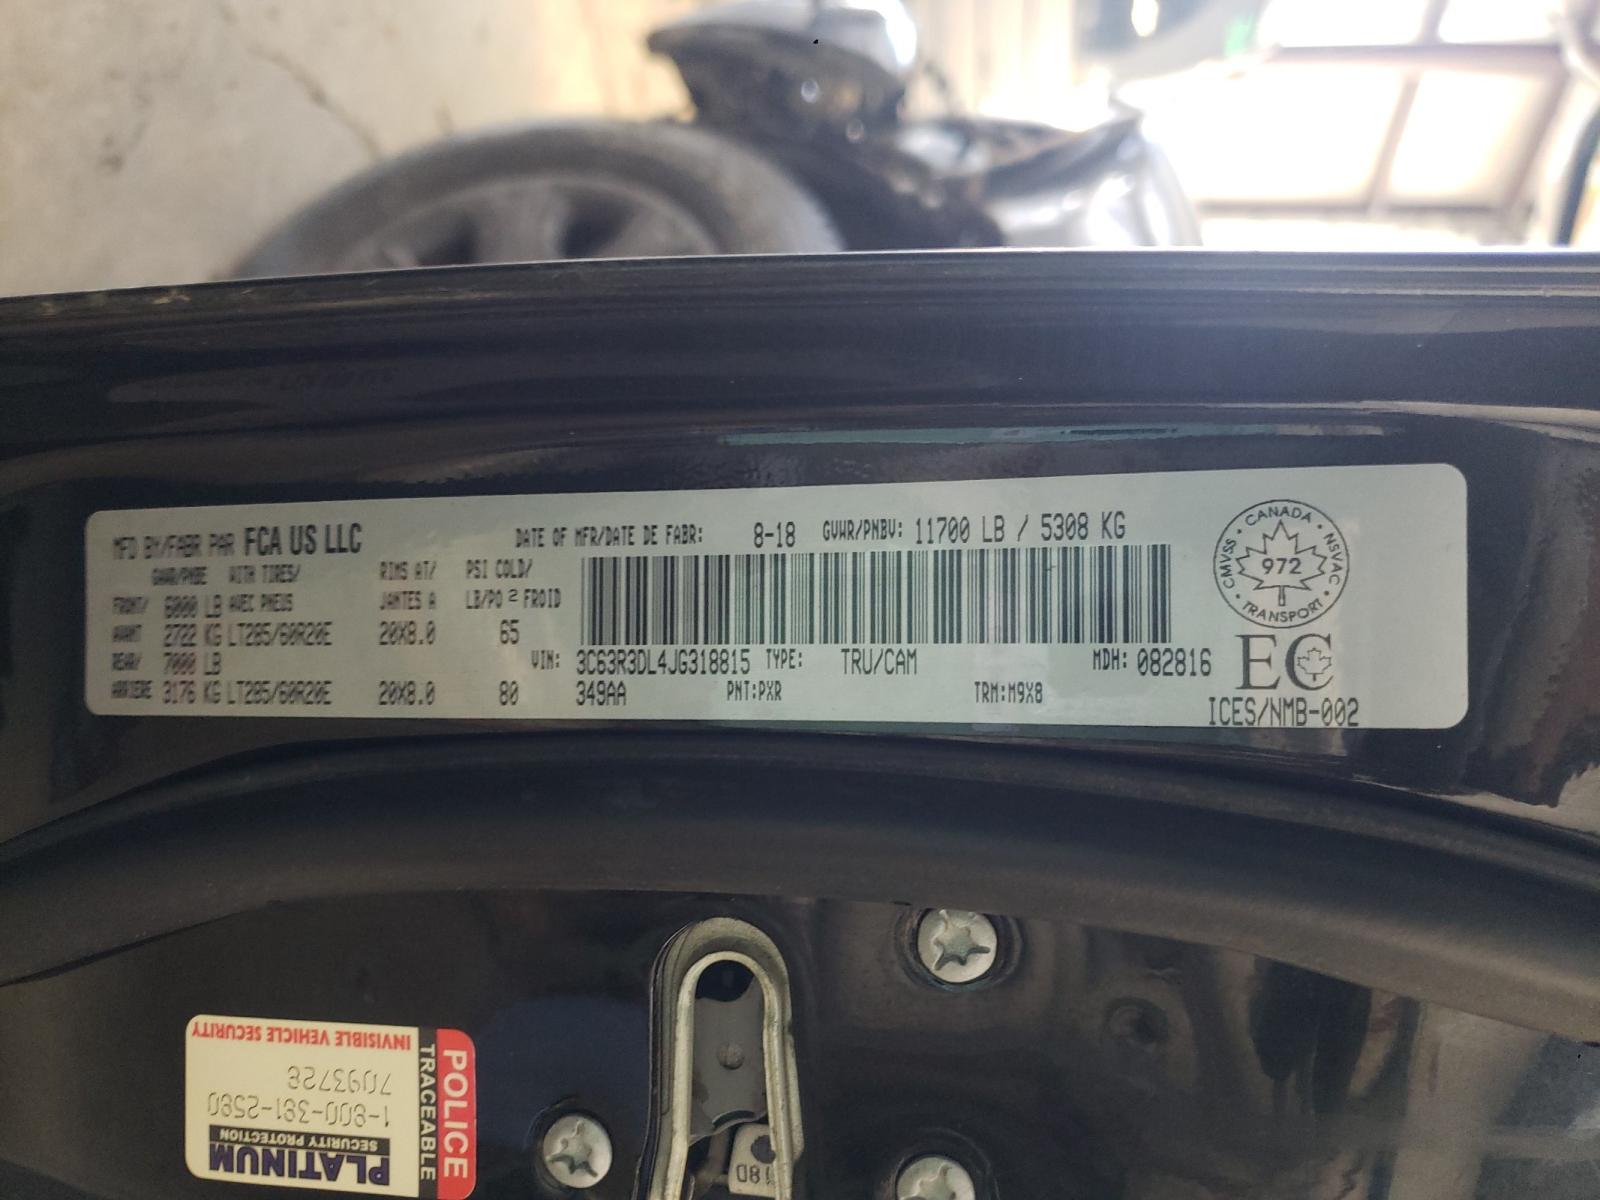 MFD BY/FABR PAR FCA US LLC
DATE OF MFR/DATE DE FABR: 8-18 GVWR/PNBV: 11700 LB / 5308 KG
GAWR/PNBE WITH TIRES/ RIMS AT/ PSI COLD/
FRONT/ 6000 LB AVEC PNEUS JANTES A LB/PO 2 FROID
AVANT 2722 KG LT285/60R20E 20X8.0 65
REAR/ 7000 LB
ARRIERE 3176 KG LT285/60R20E 20X8.0 80
VIN: 3C63R3DL4JG318815 TYPE: TRU/CAM MDH: 082816
349AA PNT:PXR TRM:M9X8
CANADA
CMVSS · NSVAC
972
TRANSPORT
EC
ICES/NMB-002
POLICE
TRACEABLE
PLATINUM
SECURITY PROTECTION
1-800-381-2580
7093728
INVISIBLE VEHICLE SECURITY